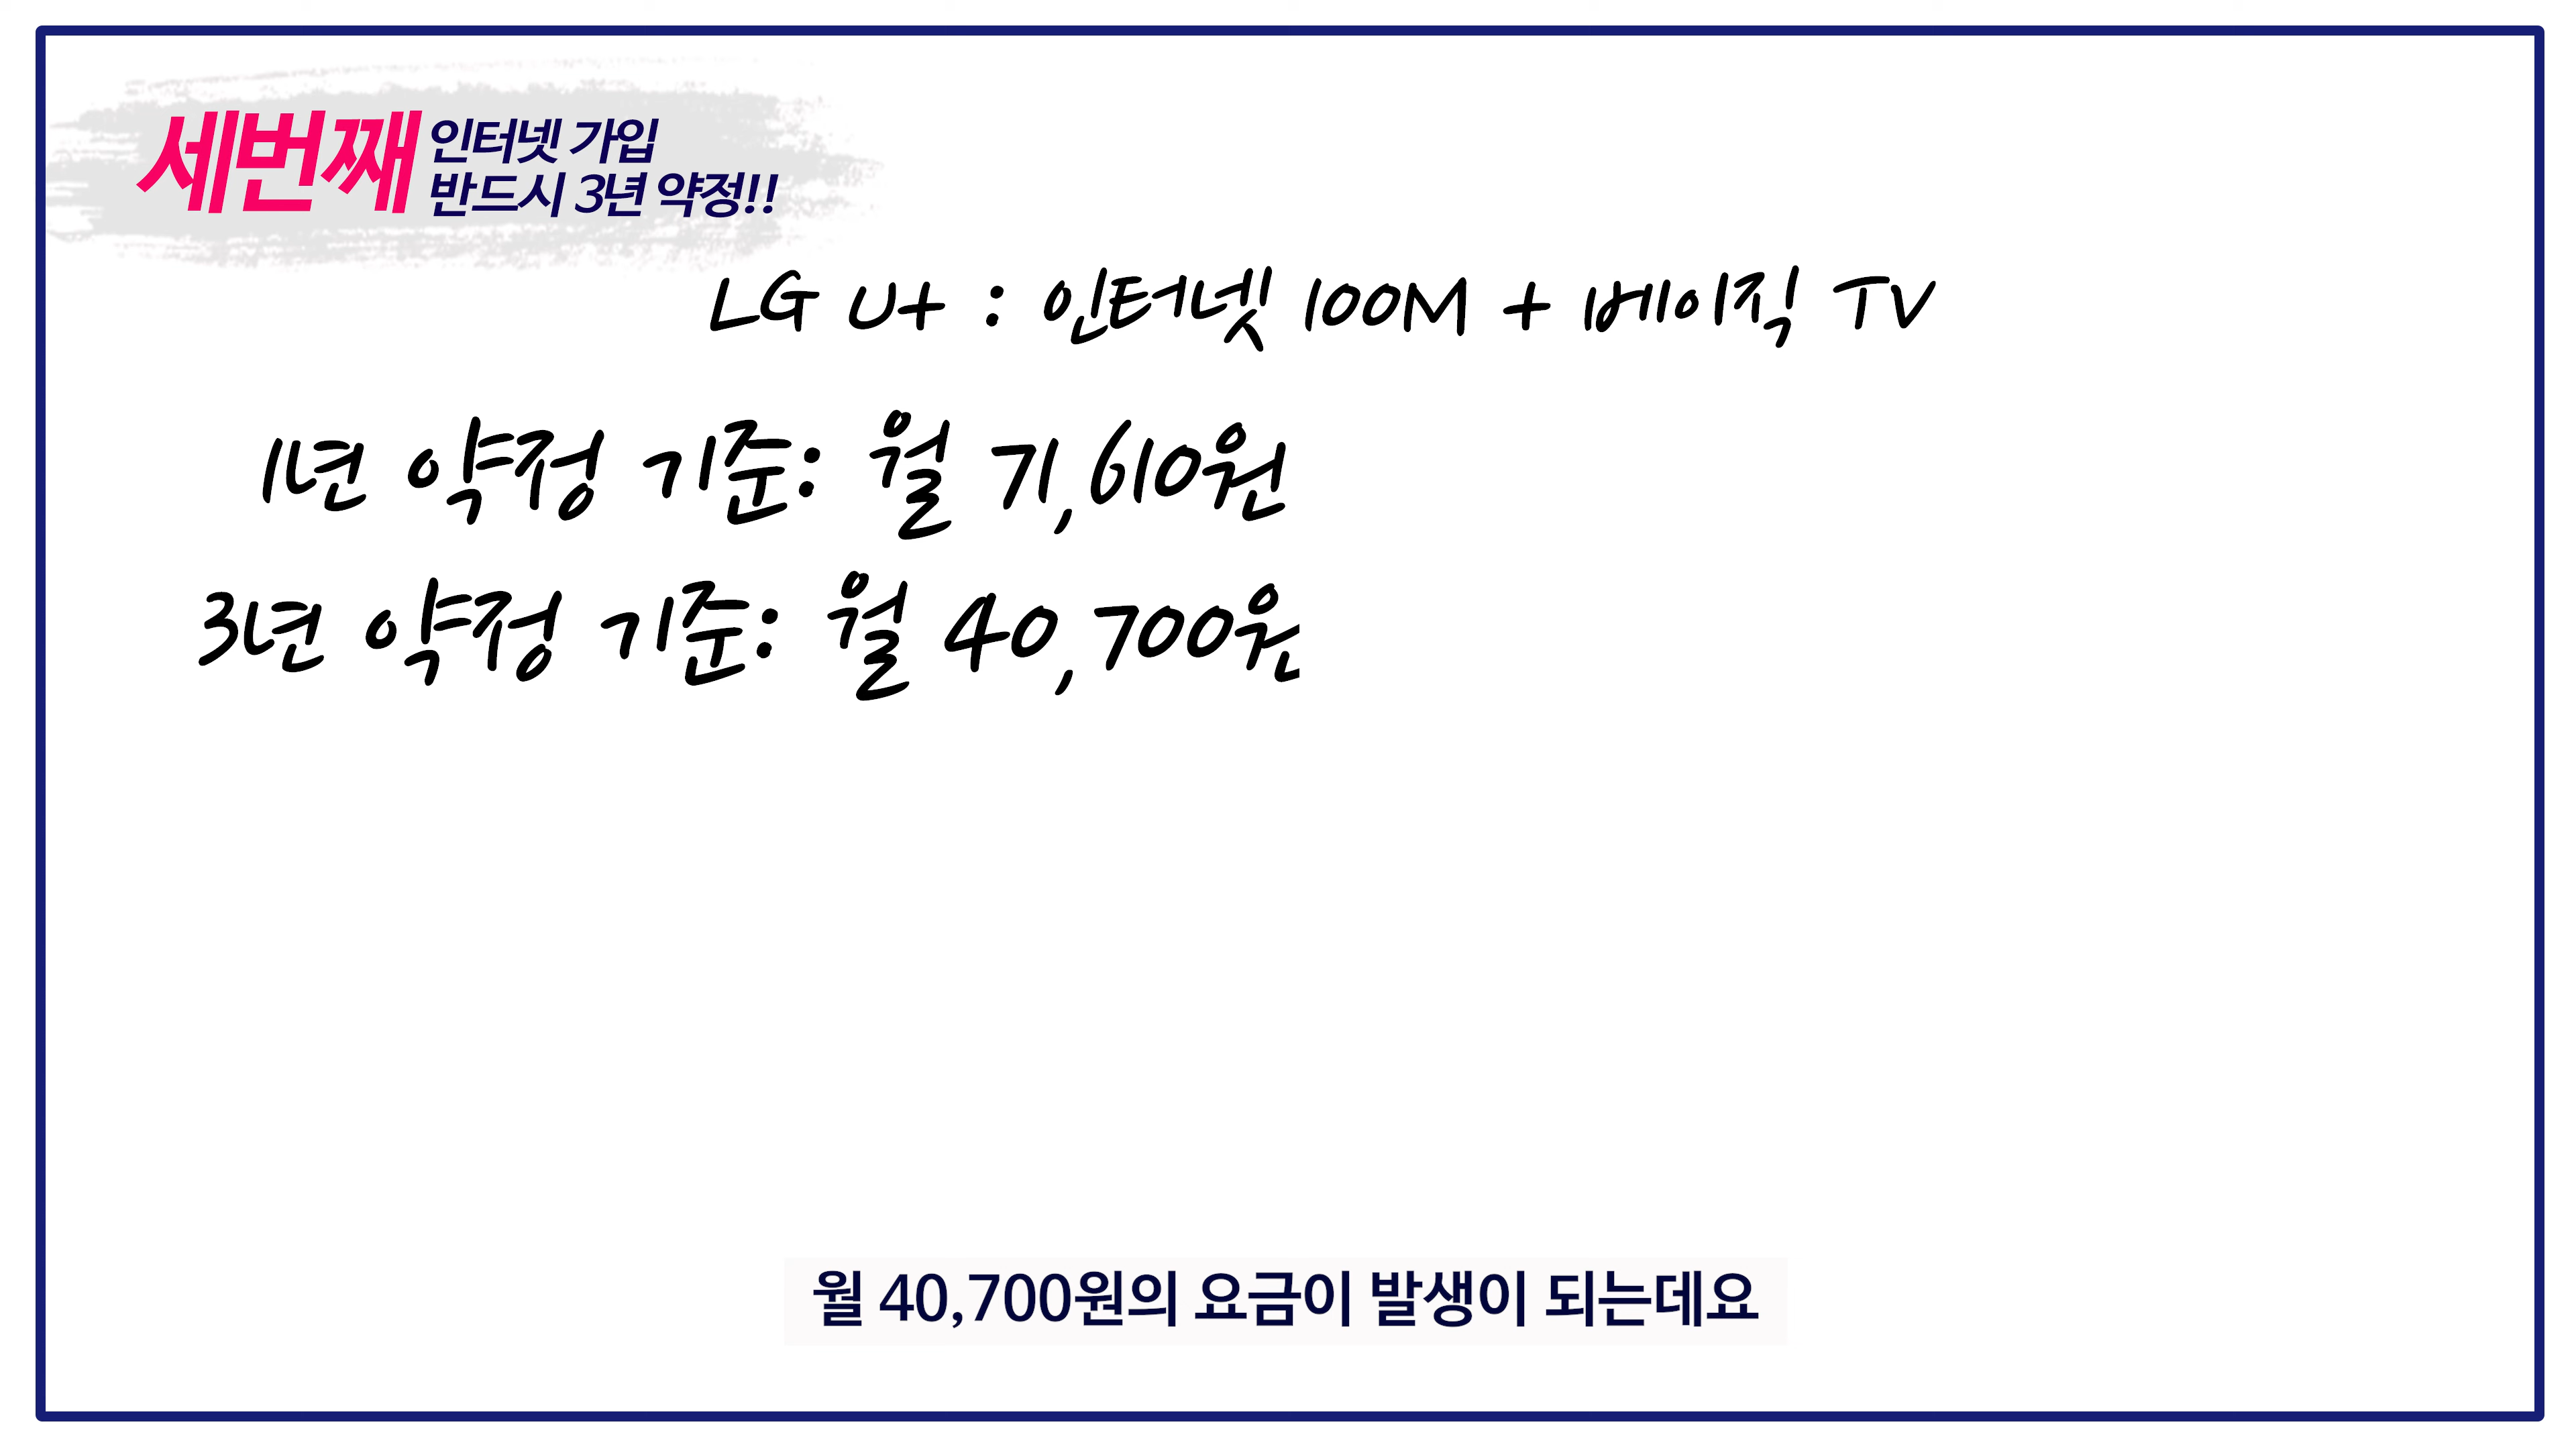 세번째
인터넷 가입
반드시 3년 약정!!
LG U+ : 인터넷 100M + 베이직 TV
1년 약정 기준: 월 71,610원
3년 약정 기준: 월 40,700원
월 40,700원의 요금이 발생이 되는데요